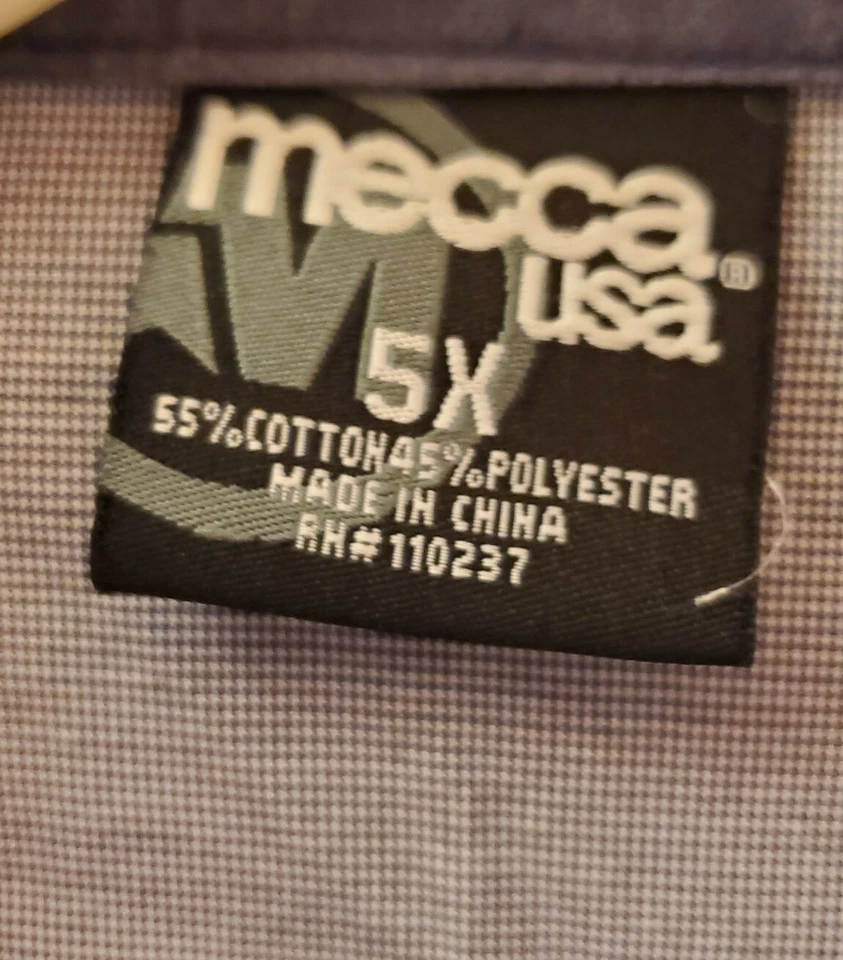 mecca
usa
®
5X
55%COTTON45%POLYESTER
MADE IN CHINA
RN#110237